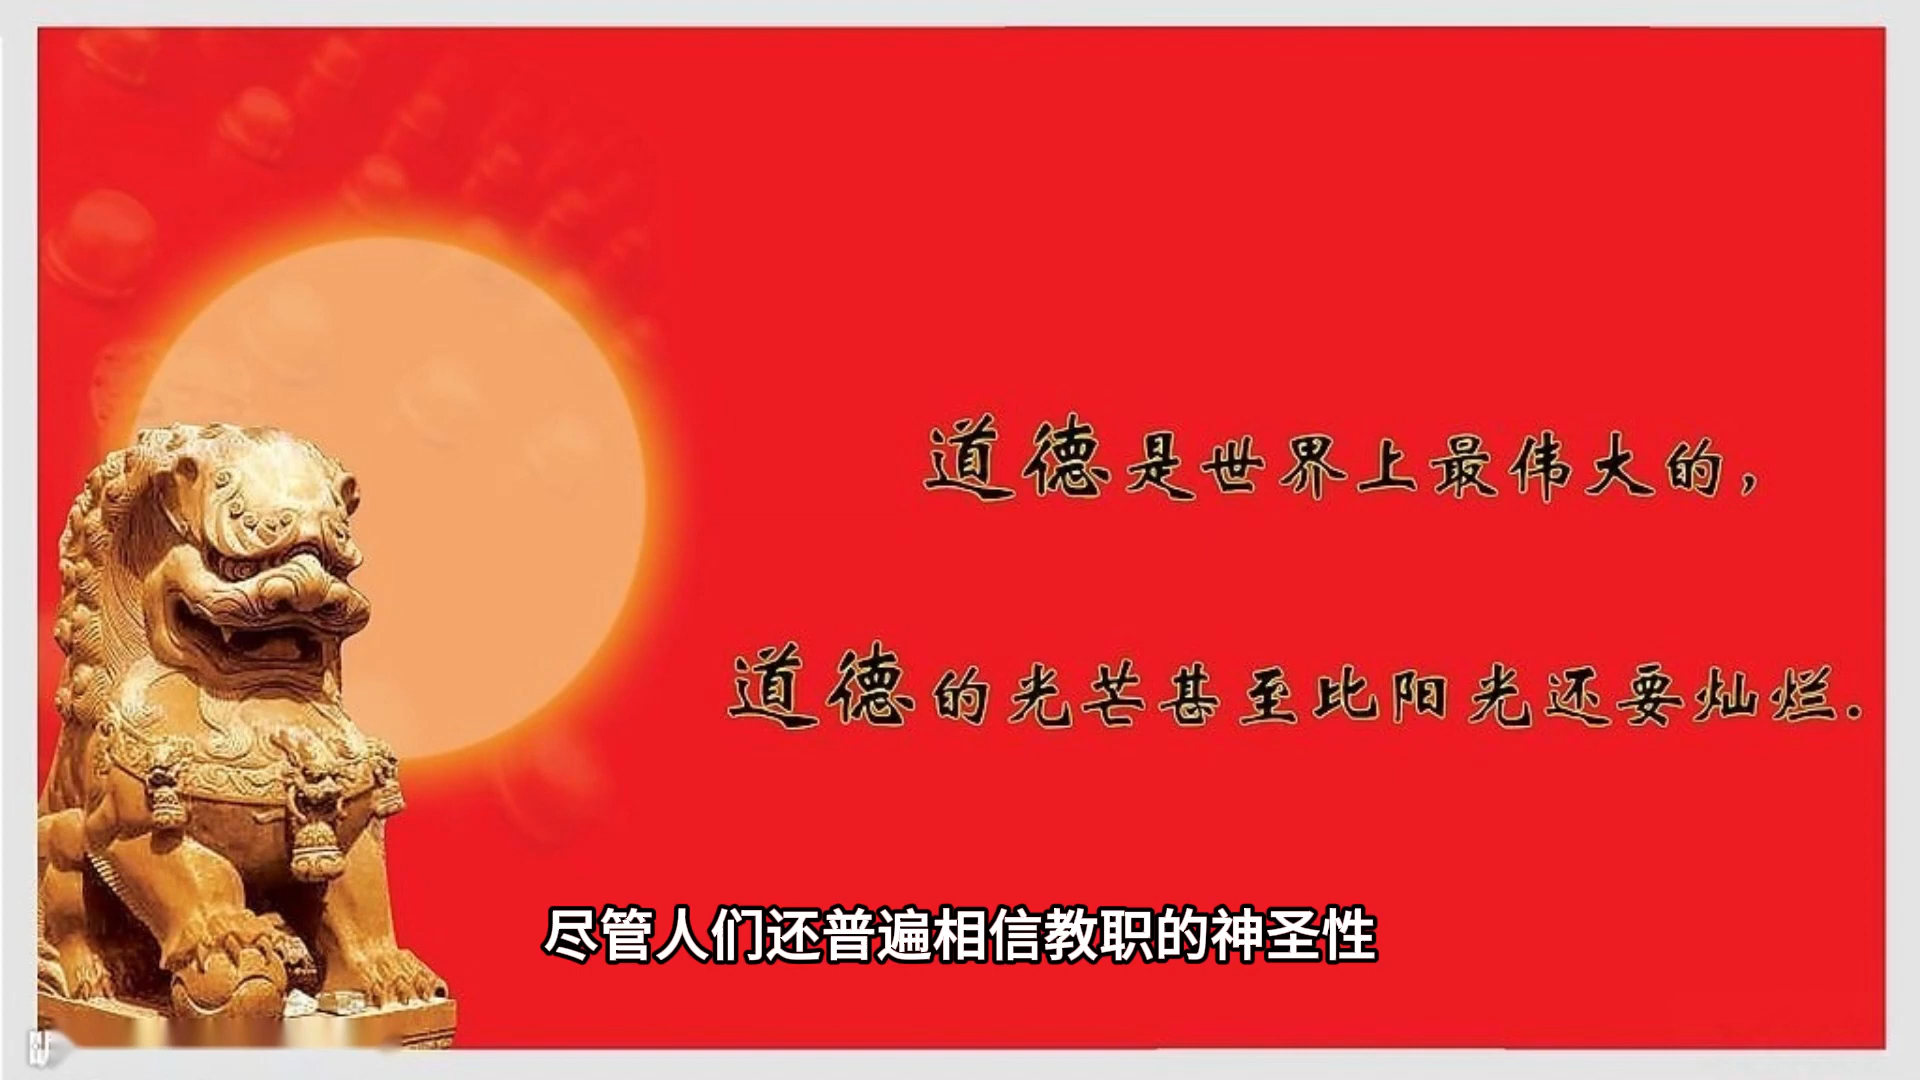 道德是世界上最伟大的，
道德的光芒甚至比阳光还要灿烂.
尽管人们还普遍相信教职的神圣性